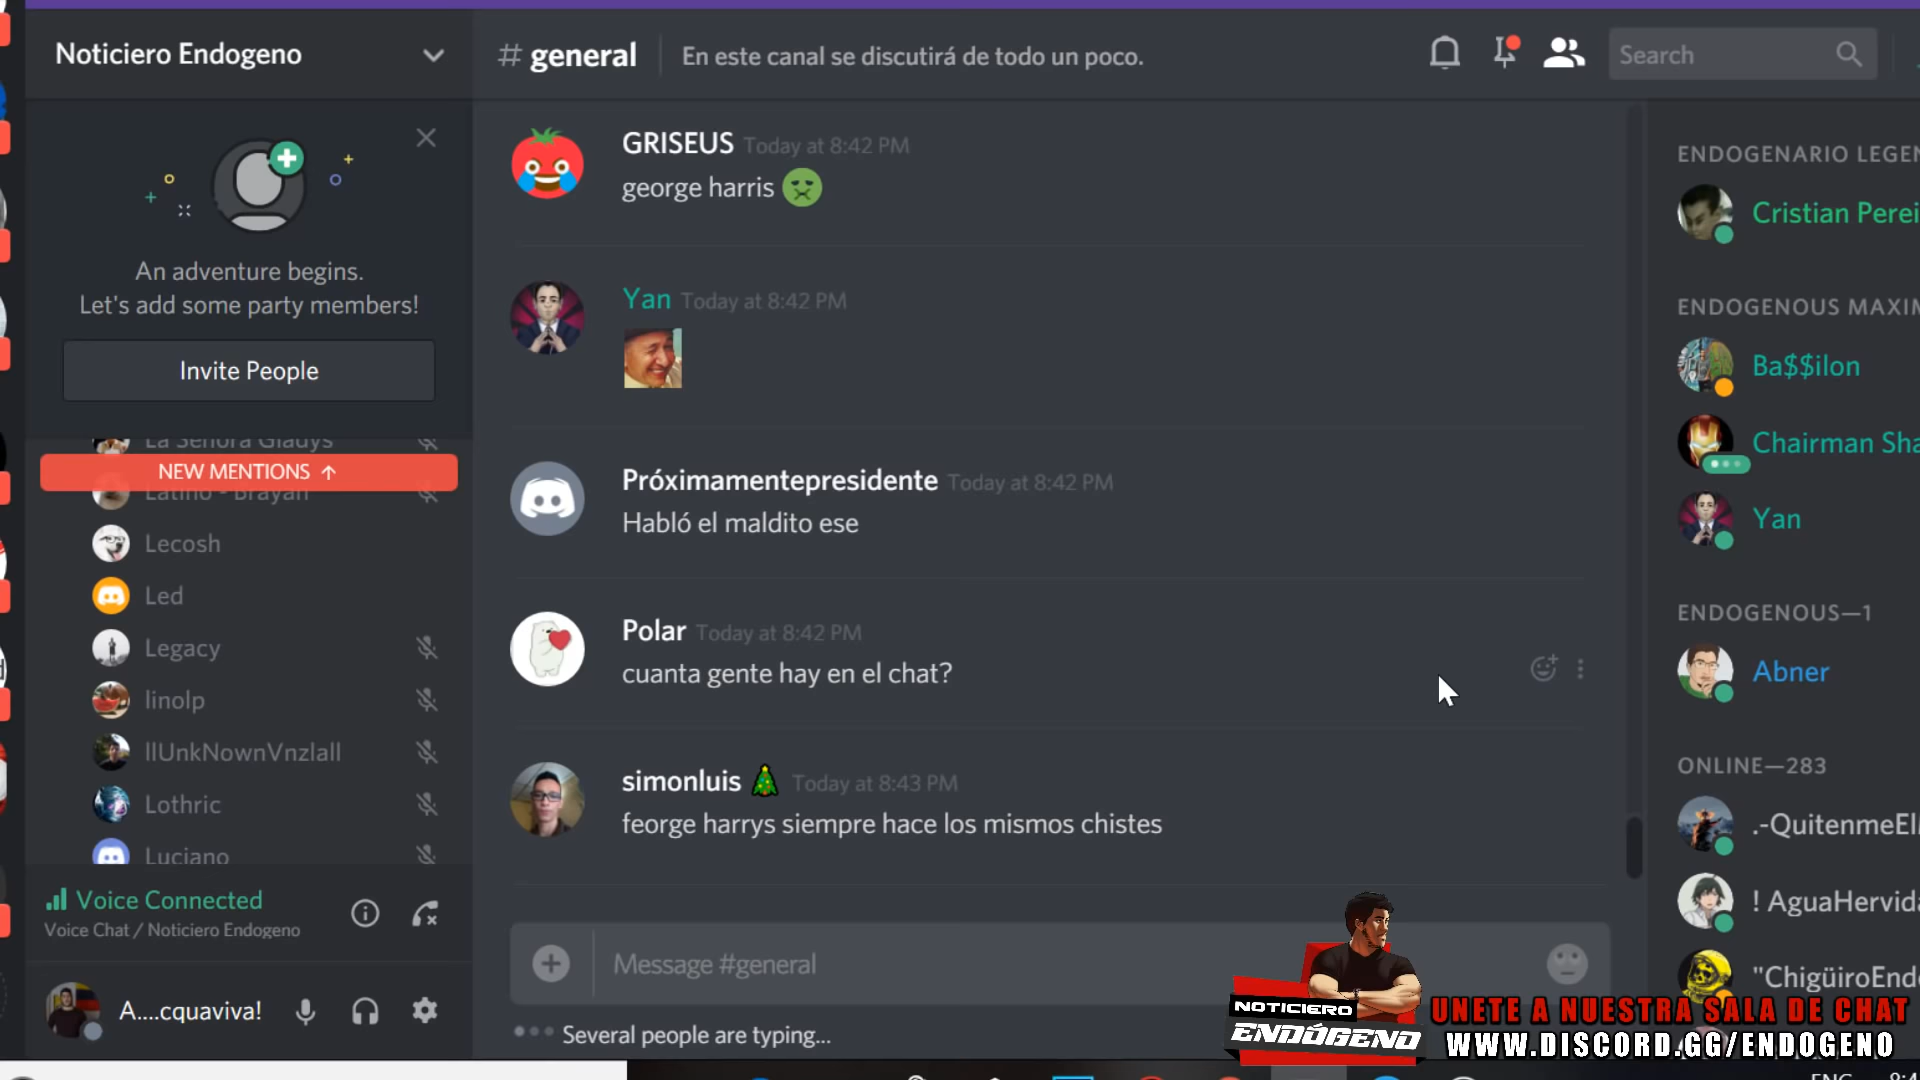 Noticiero Endogeno
# general
En este canal se discutirá de todo un poco.
Search
An adventure begins.
Let's add some party members!
Invite People
La Señora Gladys
NEW MENTIONS ↑
Latino - Brayan
Lecosh
Led
Legacy
linolp
llUnkNownVnzlall
Lothric
Luciano
Voice Connected
Voice Chat / Noticiero Endogeno
A....cquaviva!
GRISEUS Today at 8:42 PM
george harris
Yan Today at 8:42 PM
Próximamentepresidente Today at 8:42 PM
Habló el maldito ese
Polar Today at 8:42 PM
cuanta gente hay en el chat?
simonluis Today at 8:43 PM
feorge harrys siempre hace los mismos chistes
Message #general
Several people are typing...
ENDOGENARIO LEGEN
Cristian Perei
ENDOGENOUS MAXIM
Ba$$ilon
Chairman Sha
Yan
ENDOGENOUS—1
Abner
ONLINE—283
.-QuitenmeEl
! AguaHervida
"ChigüiroEndo
NOTICIERO
ENDÓGENO
UNETE A NUESTRA SALA DE CHAT
WWW.DISCORD.GG/ENDOGENO